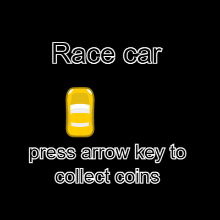 Race car
press arrow key to
collect coins